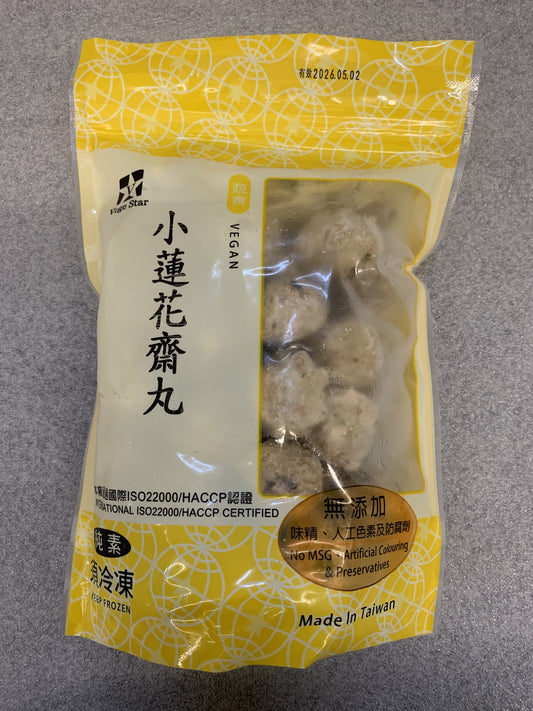 有效2026.05.02
Vege Star
蔬食
VEGAN
小蓮花齋丸
國際ISO22000/HACCP認證
ISO22000/HACCP CERTIFIED
無添加
味精、人工色素及防腐劑
No MSG、Artificial Colouring
& Preservatives
純素
須冷凍
KEEP FROZEN
Made In Taiwan